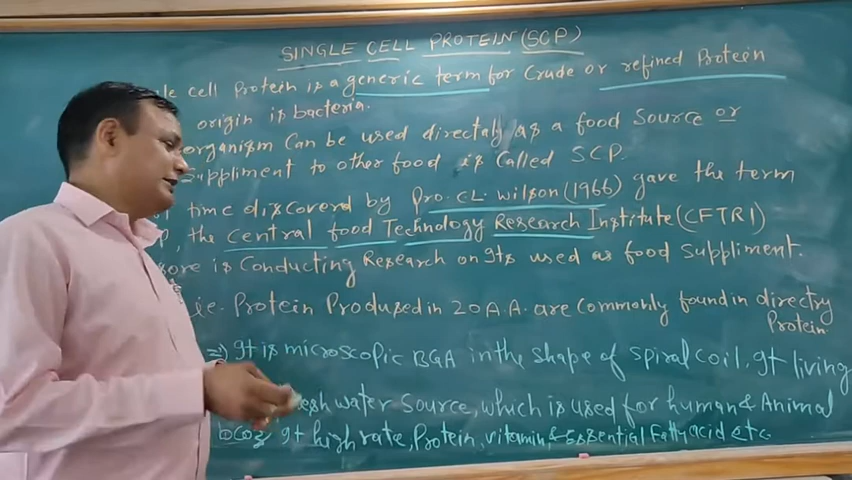 SINGLE CELL PROTEIN (SCP)
le cell Protein is a generic term for Crude or refined Protein
origin is bacteria.
organism Can be used directaly as a food Source or
Suppliment to other food is Called SCP.
time discovered by Pro. C.L. Wilson (1966) gave the term
P, the Central food Technology Research Institute (CFTRI)
sore is Conducting Research on Its used as food Suppliment.
i.e. Protein Produsedin 20 A.A. are Commonly found in directry
Protein
=) It is microscopic BGA in the shape of spiral coil. It living
esh water Source, which is used for human & Animal
bcoz It high rate, Protein, vitamin & essential Fatty acid etc